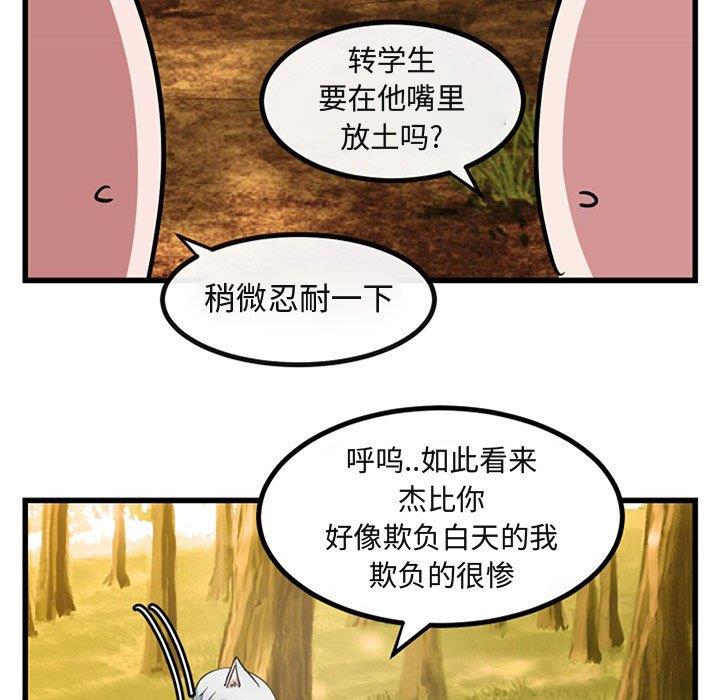 转学生
要在他嘴里
放土吗?
稍微忍耐一下
呼呜..如此看来
杰比你
好像欺负白天的我
欺负的很惨